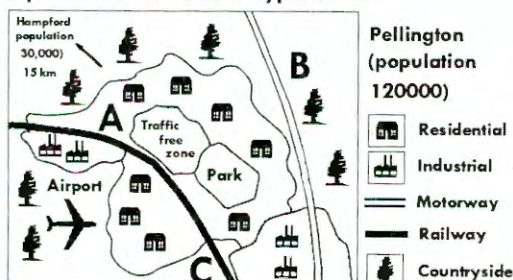 Hampford
population
30,000)
15 km
A
B
Traffic
free
zone
Park
Airport
C
Pellington
(population
120000)
Residential
Industrial
Motorway
Railway
Countryside